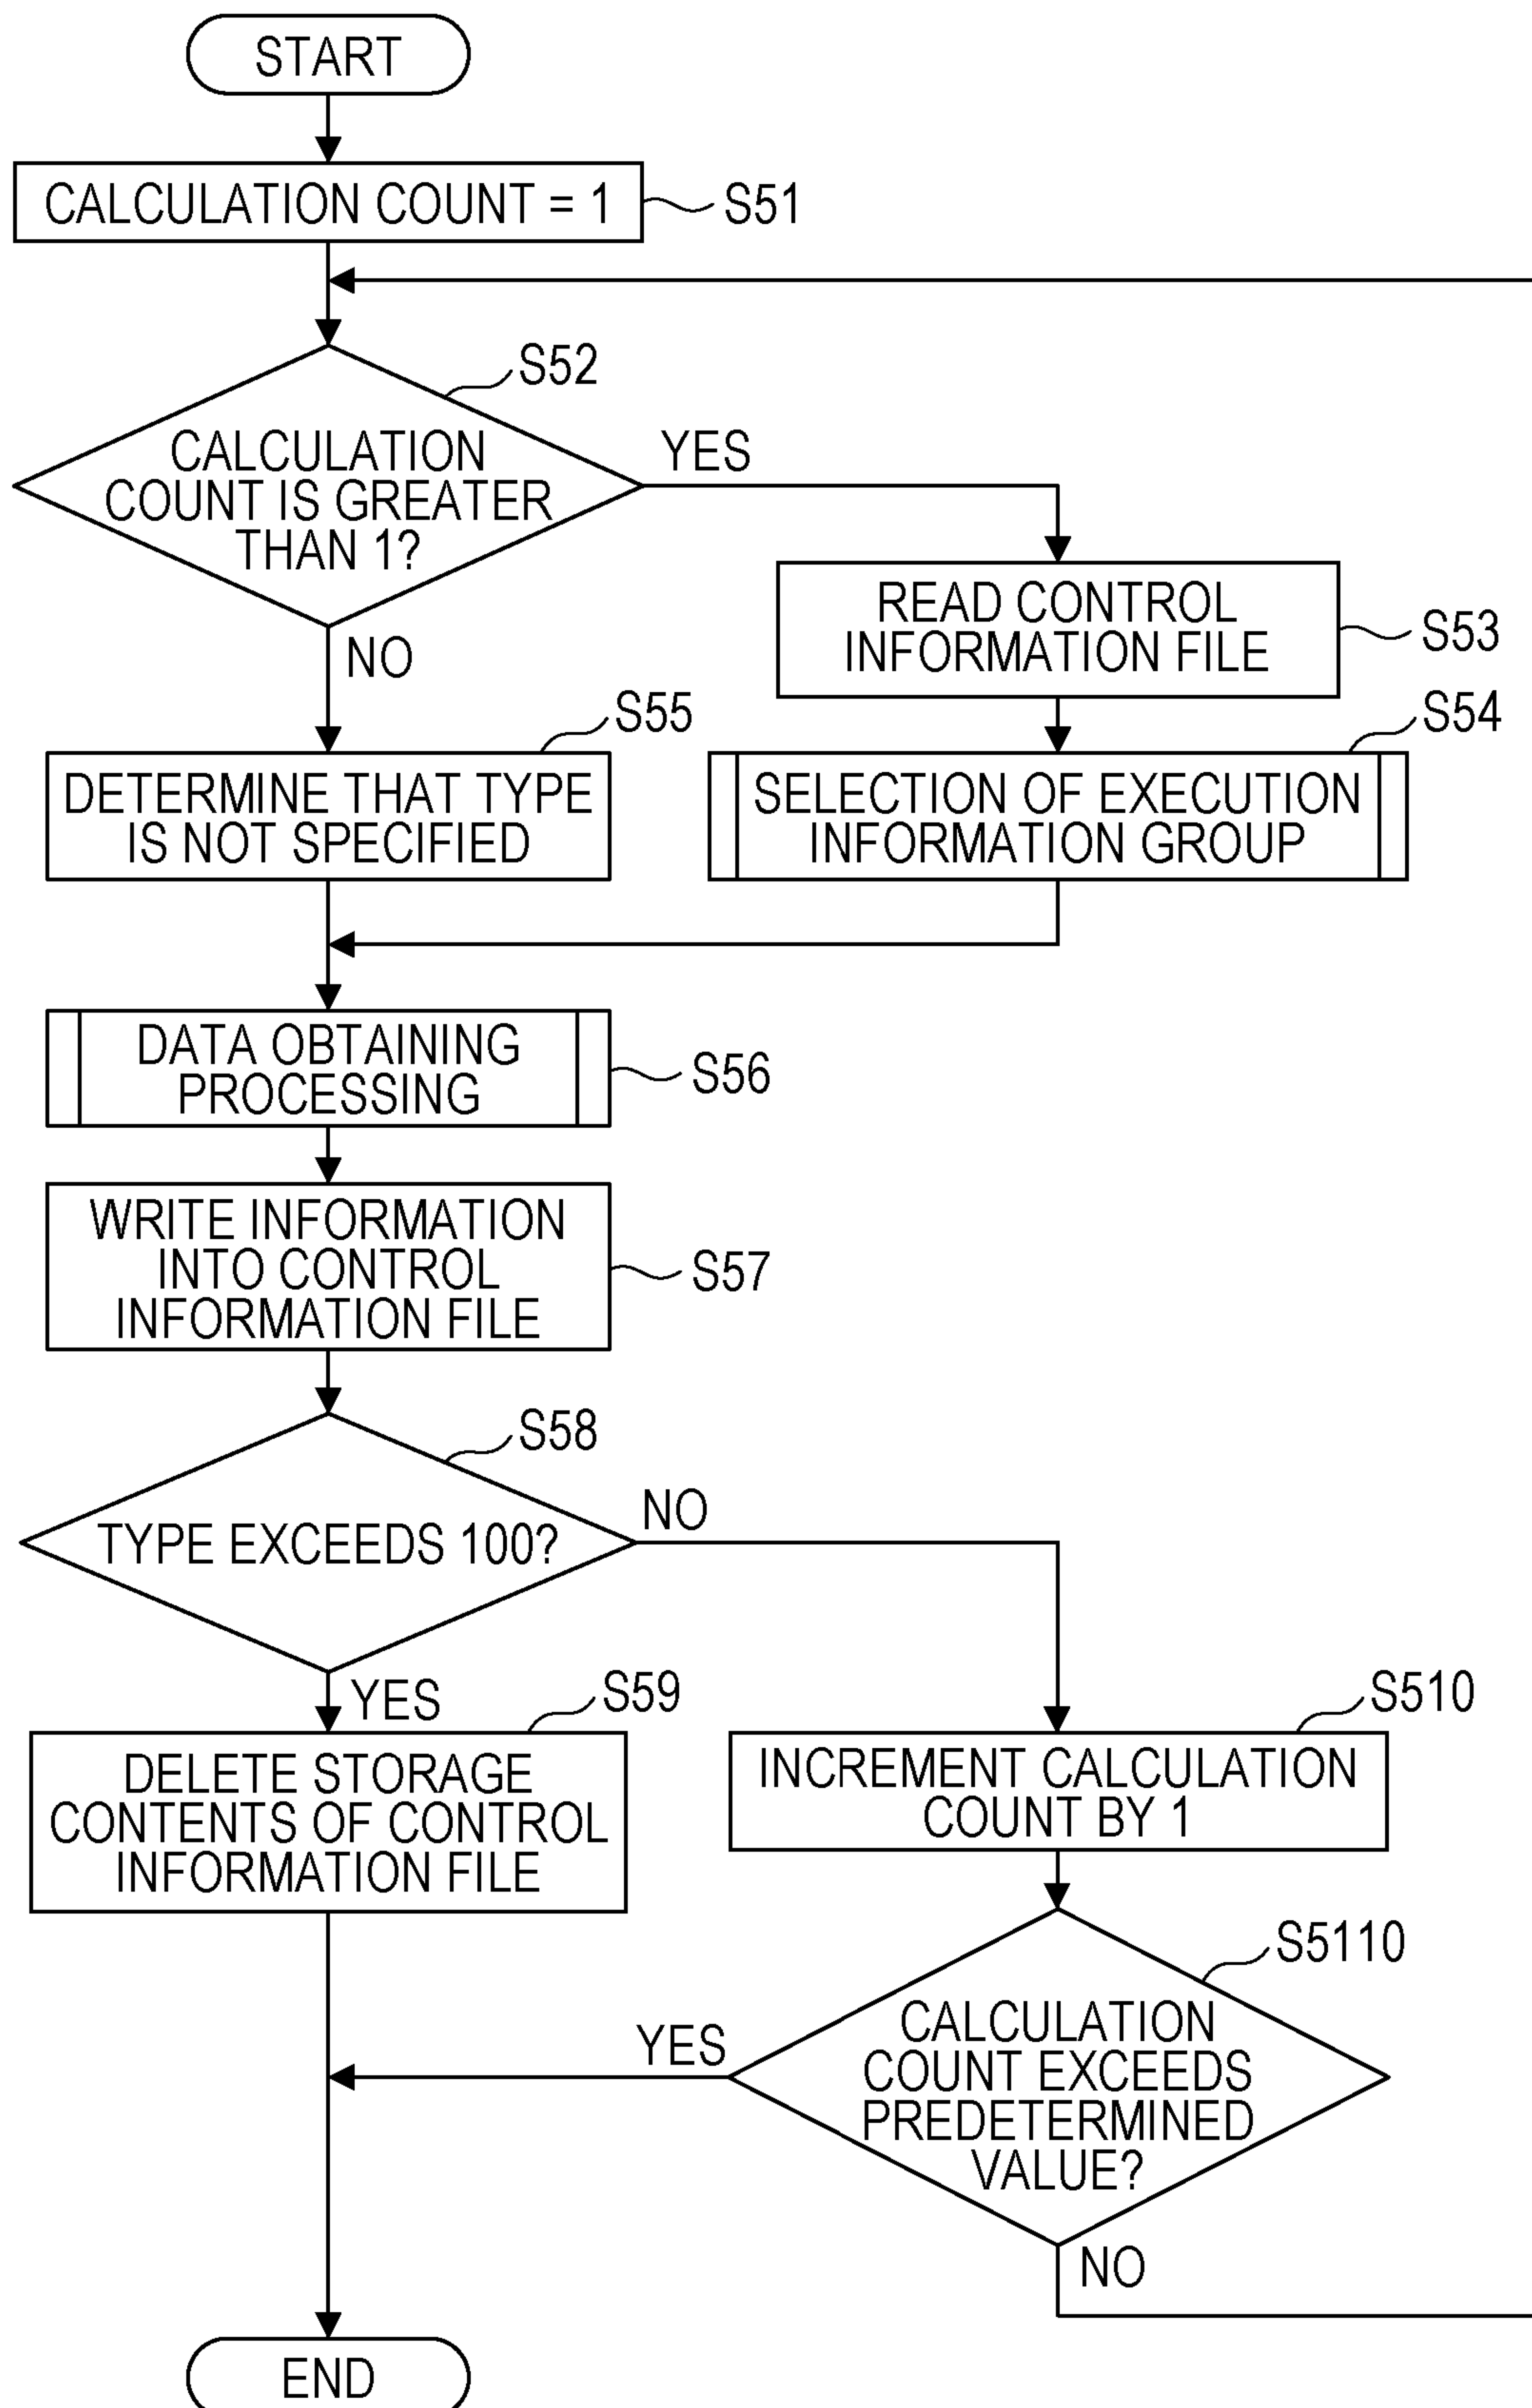 START
CALCULATION COUNT = 1
S51
S52
CALCULATION
COUNT IS GREATER
THAN 1?
YES
NO
READ CONTROL
INFORMATION FILE
S53
S55
DETERMINE THAT TYPE
IS NOT SPECIFIED
S54
SELECTION OF EXECUTION
INFORMATION GROUP
DATA OBTAINING
PROCESSING
S56
WRITE INFORMATION
INTO CONTROL
INFORMATION FILE
S57
S58
TYPE EXCEEDS 100?
NO
YES
S59
DELETE STORAGE
CONTENTS OF CONTROL
INFORMATION FILE
S510
INCREMENT CALCULATION
COUNT BY 1
S5110
CALCULATION
COUNT EXCEEDS
PREDETERMINED
VALUE?
YES
NO
END